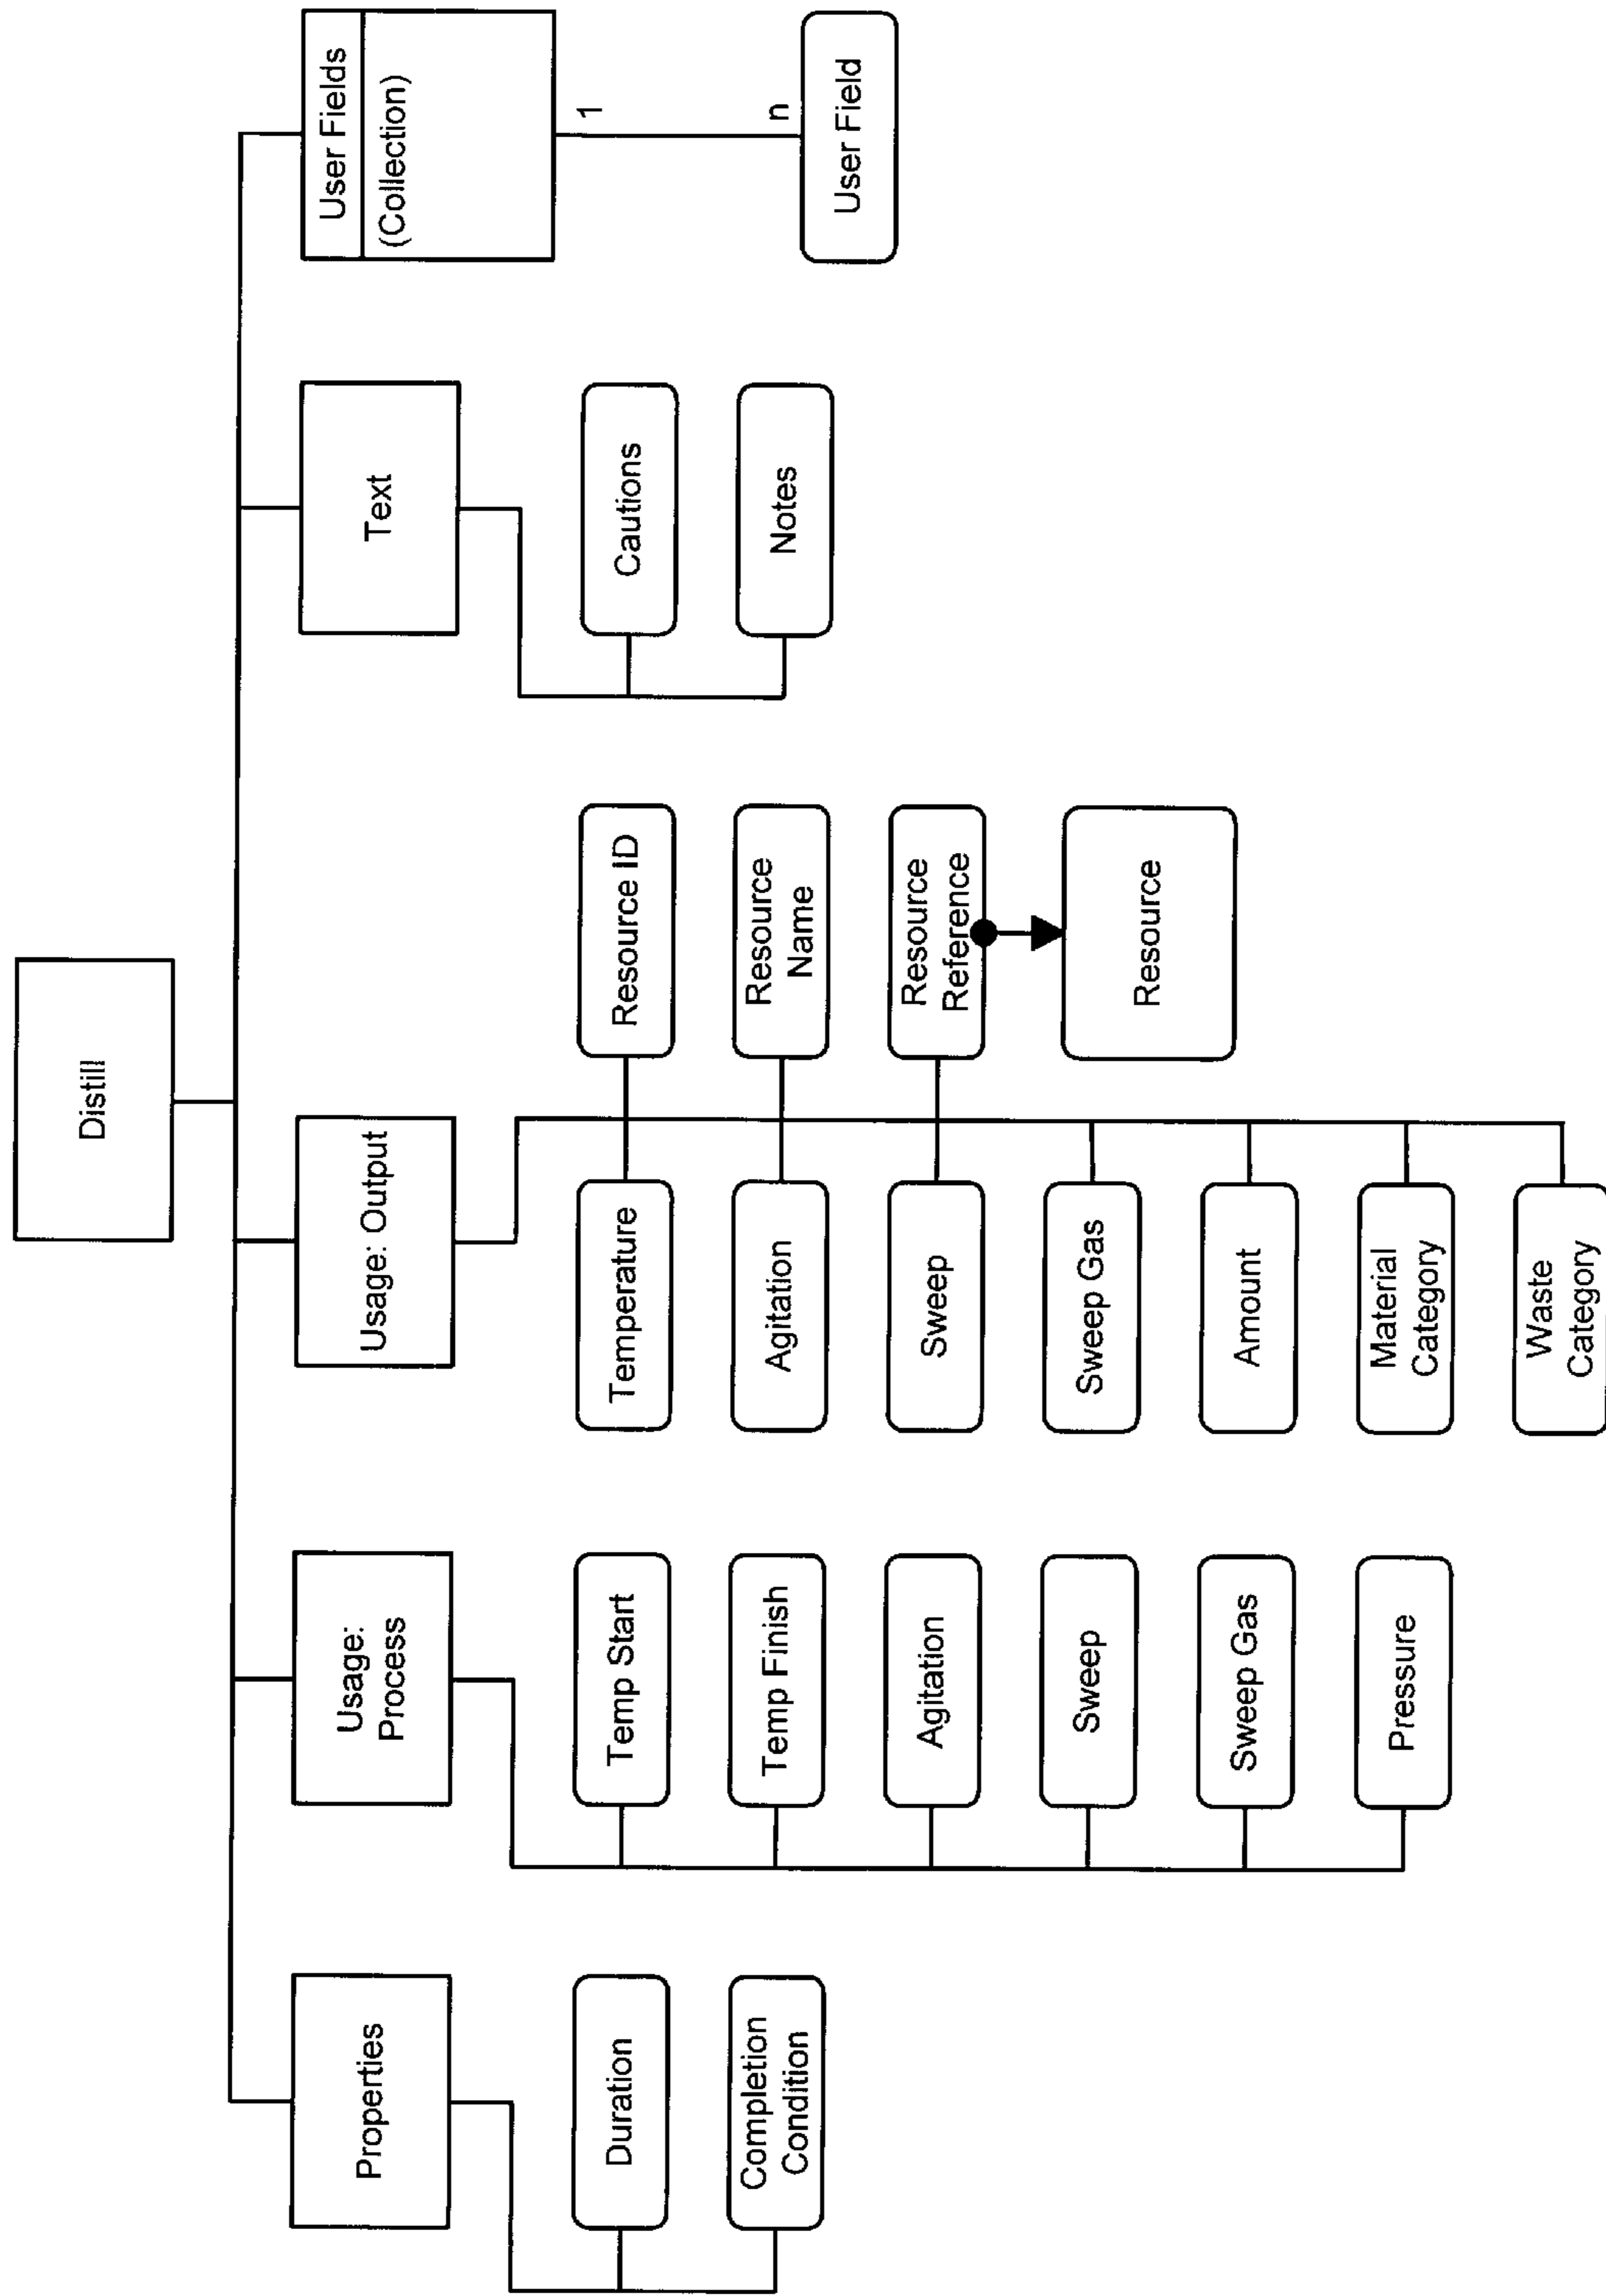 Distill
Properties
Usage:
Process
Usage: Output
Text
User Fields
(Collection)
1
n
User Field
Duration
Completion
Condition
Temp Start
Temp Finish
Agitation
Sweep
Sweep Gas
Pressure
Temperature
Agitation
Sweep
Sweep Gas
Amount
Material
Category
Waste
Category
Resource ID
Resource
Name
Resource
Reference
Resource
Cautions
Notes